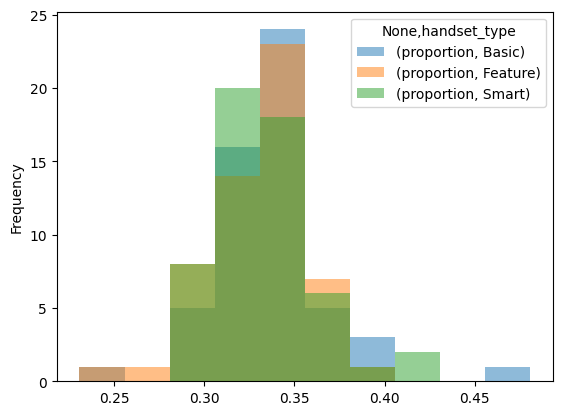 None,handset_type
(proportion, Basic)
(proportion, Feature)
(proportion, Smart)
Frequency
25
20
15
10
5
0
0.25 0.30 0.35 0.40 0.45